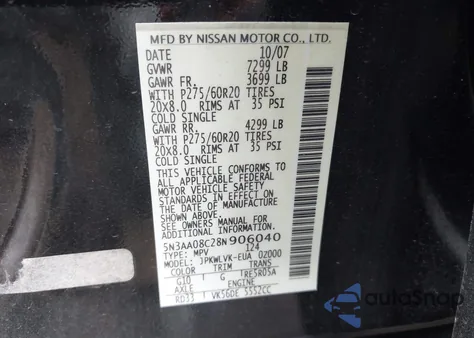 MFD BY NISSAN MOTOR CO., LTD.
DATE 10/07
GVWR 7299 LB
GAWR FR. 3699 LB
WITH P275/60R20 TIRES
20X8.0 RIMS AT 35 PSI
COLD SINGLE
GAWR RR. 4299 LB
WITH P275/60R20 TIRES
20X8.0 RIMS AT 35 PSI
COLD SINGLE
THIS VEHICLE CONFORMS TO
ALL APPLICABLE FEDERAL
MOTOR VEHICLE SAFETY
STANDARDS IN EFFECT ON
THE DATE OF MANUFACTURE
SHOWN ABOVE.
SEE OWNERS MANUAL FOR
ADDITIONAL INFORMATION
5N3AA08C28N906040
TYPE: MPV 124
MODEL: JPKWLVK-EUA 02000
COLOR TRIM TRANS
G10 G RE5R05A
ENGINE
RD33 VK56DE 5552CC
AutoSnap